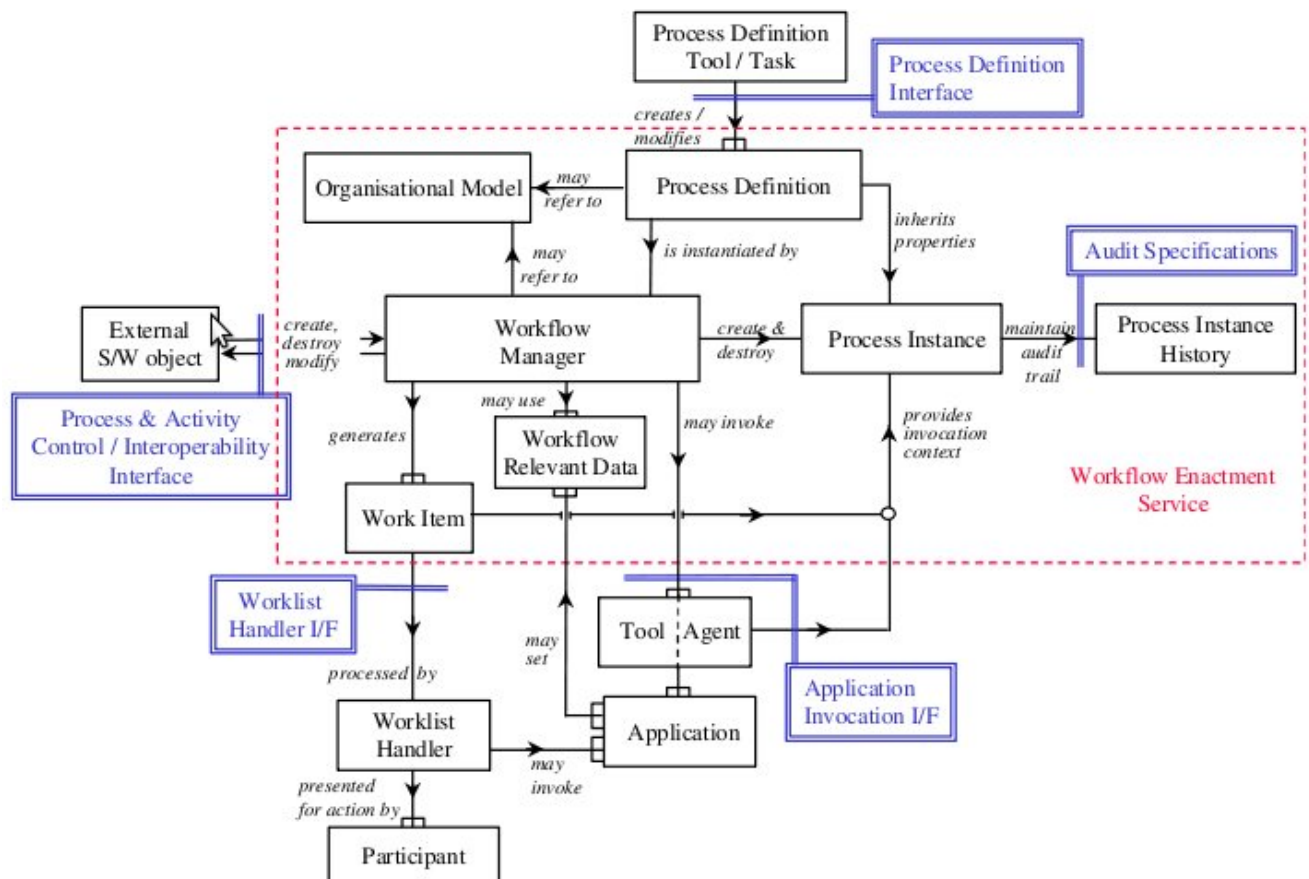 Process Definition
Tool / Task
Process Definition
Interface
creates /
modifies
Organisational Model
may
refer to
Process Definition
inherits
properties
may
refer to
is instantiated by
Audit Specifications
External
S/W object
create,
destroy
modify
Workflow
Manager
create &
destroy
Process Instance
maintain
audit
trail
Process Instance
History
Process & Activity
Control / Interoperability
Interface
generates
may use
Workflow
Relevant Data
may invoke
provides
invocation
context
Workflow Enactment
Service
Work Item
Worklist
Handler I/F
Tool Agent
may
set
processed by
Application
Invocation I/F
Worklist
Handler
Application
may
invoke
presented
for action by
Participant